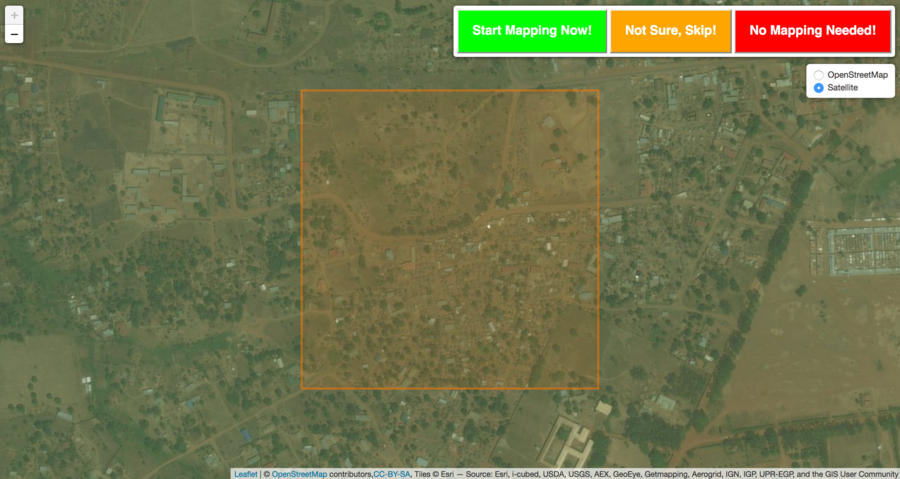 +
−
Start Mapping Now!
Not Sure, Skip!
No Mapping Needed!
OpenStreetMap
Satellite
Leaflet | © OpenStreetMap contributors,CC-BY-SA, Tiles © Esri — Source: Esri, i-cubed, USDA, USGS, AEX, GeoEye, Getmapping, Aerogrid, IGN, IGP, UPR-EGP, and the GIS User Community